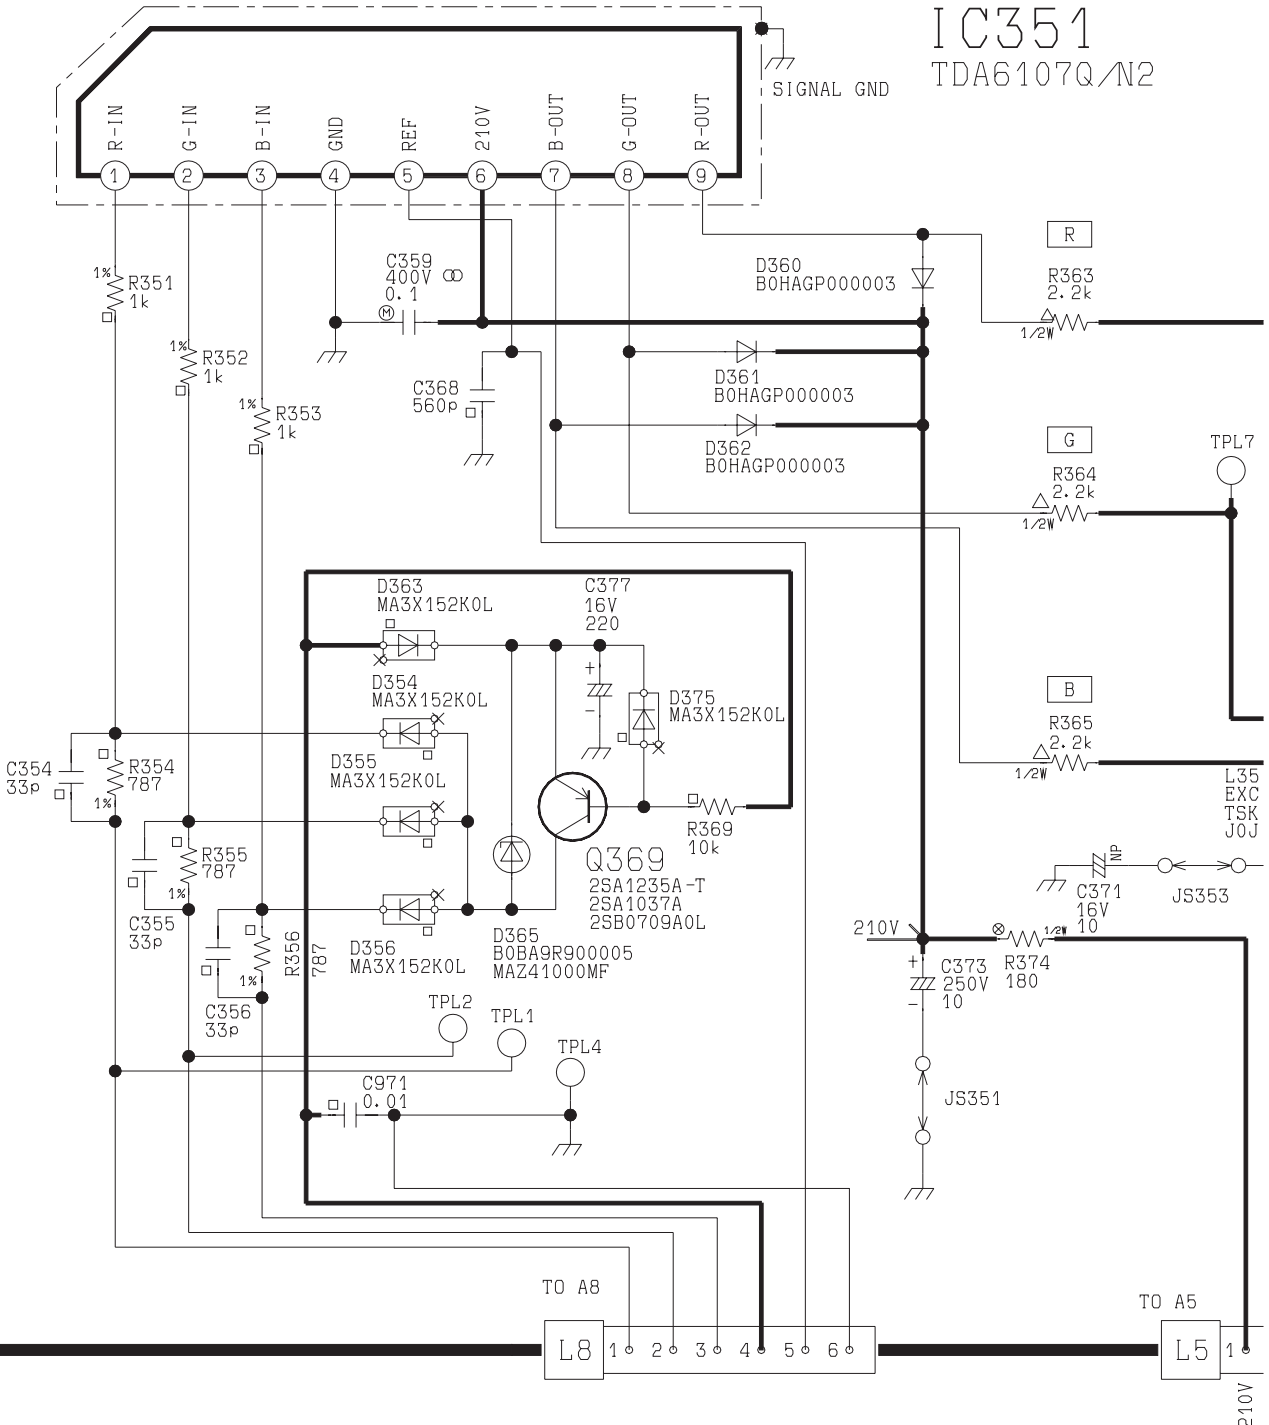 IC351
TDA6107Q/N2
SIGNAL GND
R-IN
G-IN
B-IN
GND
REF
210V
B-OUT
G-OUT
R-OUT
1
2
3
4
5
6
7
8
9
1%
R351
1k
1%
R352
1k
1%
R353
1k
C359
400V
0.1
M
C368
560p
D360
B0HAGP000003
D361
B0HAGP000003
D362
B0HAGP000003
R
R363
2.2k
1/2W
G
R364
2.2k
1/2W
TPL7
B
R365
2.2k
1/2W
L35
EXC
TSK
J0J
D363
MA3X152K0L
C377
16V
220
+
-
D354
MA3X152K0L
D375
MA3X152K0L
D355
MA3X152K0L
R369
10k
Q369
2SA1235A-T
2SA1037A
2SB0709A0L
C354
33p
R354
787
1%
R355
787
1%
C355
33p
R356
787
1%
C356
33p
D356
MA3X152K0L
D365
B0BA9R900005
MAZ41000MF
NP
C371
16V
10
JS353
210V
1/2W
R374
180
+
C373
250V
10
-
JS351
TPL2
TPL1
TPL4
C971
0.01
TO A8
L8
1
2
3
4
5
6
TO A5
L5
1
210V